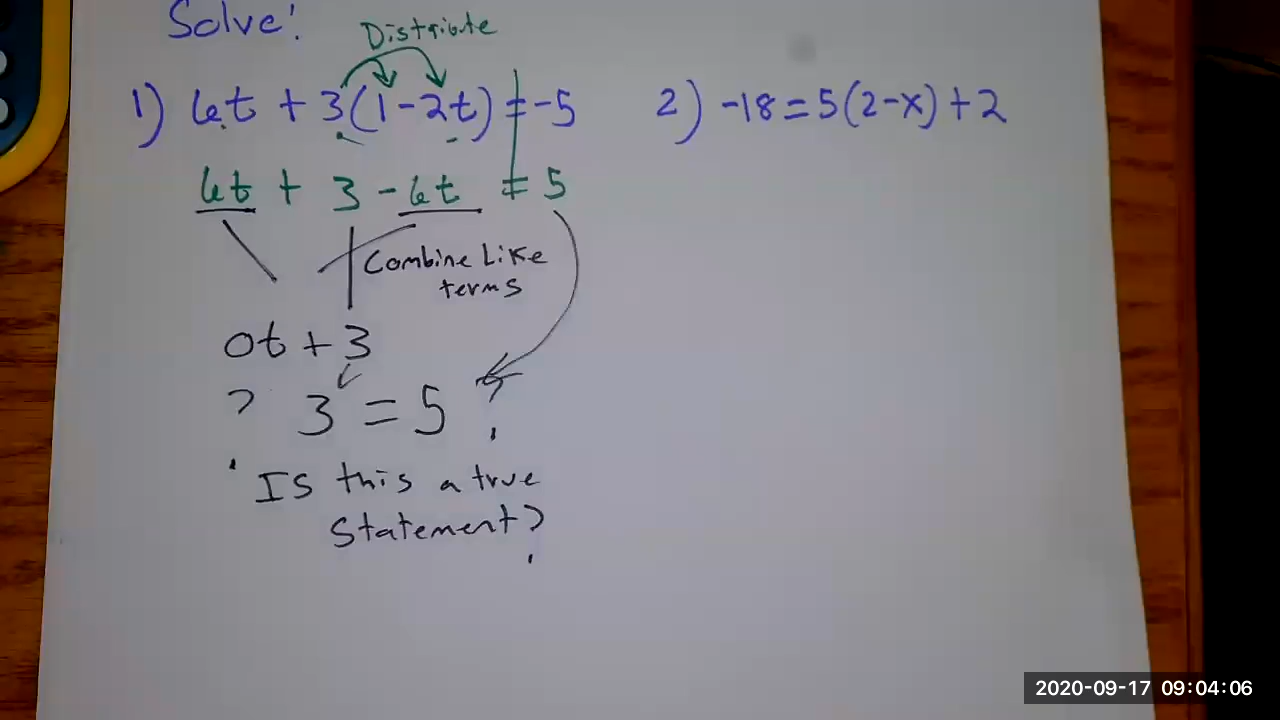 Solve!
Distribute
1) 6t + 3(1-2t) = -5
6t + 3 - 6t = 5
Combine Like
terms
0t + 3
? 3 = 5 ?
Is this a true
Statement?
2) -18 = 5(2-x) + 2
2020-09-17 09:04:06